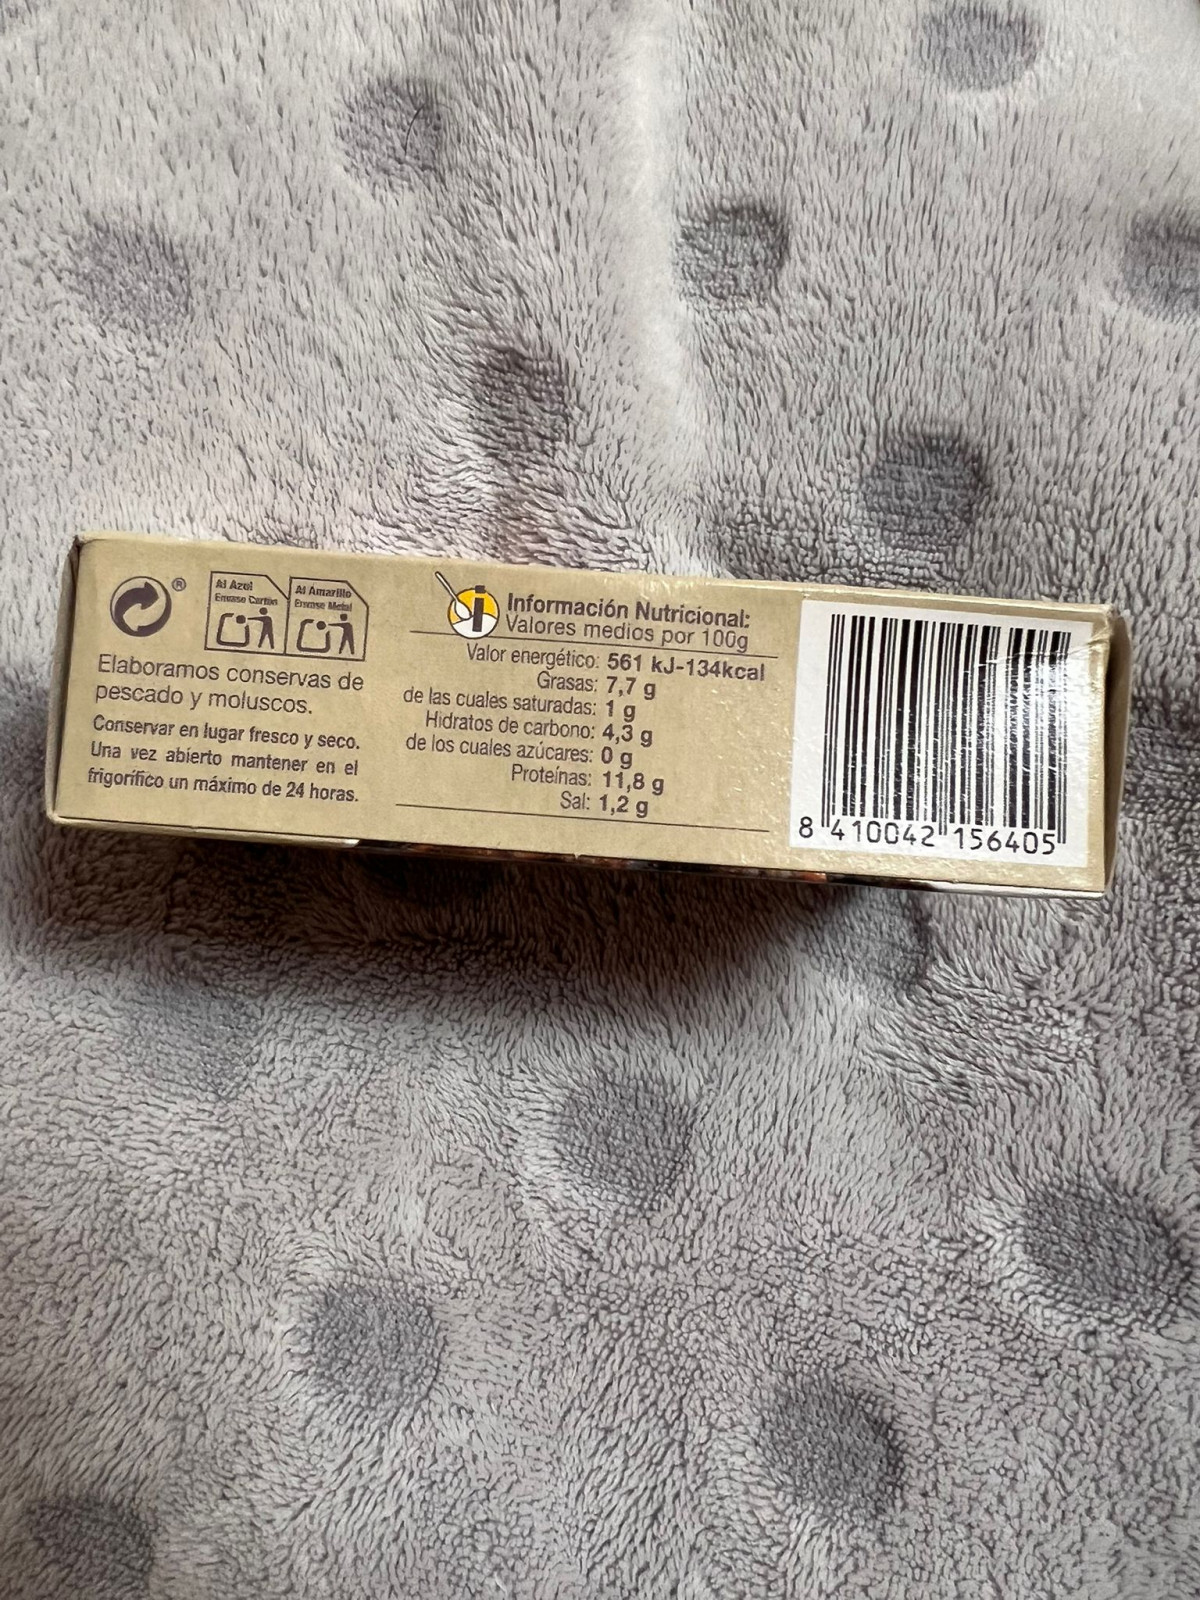 ®
Al Azul
Envase Cartón
Al Amarillo
Envase Metal
Elaboramos conservas de
pescado y moluscos.
Conservar en lugar fresco y seco.
Una vez abierto mantener en el
frigorífico un máximo de 24 horas.
i
Información Nutricional:
Valores medios por 100g
Valor energético: 561 kJ-134kcal
Grasas: 7,7 g
de las cuales saturadas: 1 g
Hidratos de carbono: 4,3 g
de los cuales azúcares: 0 g
Proteínas: 11,8 g
Sal: 1,2 g
8 410042 156405